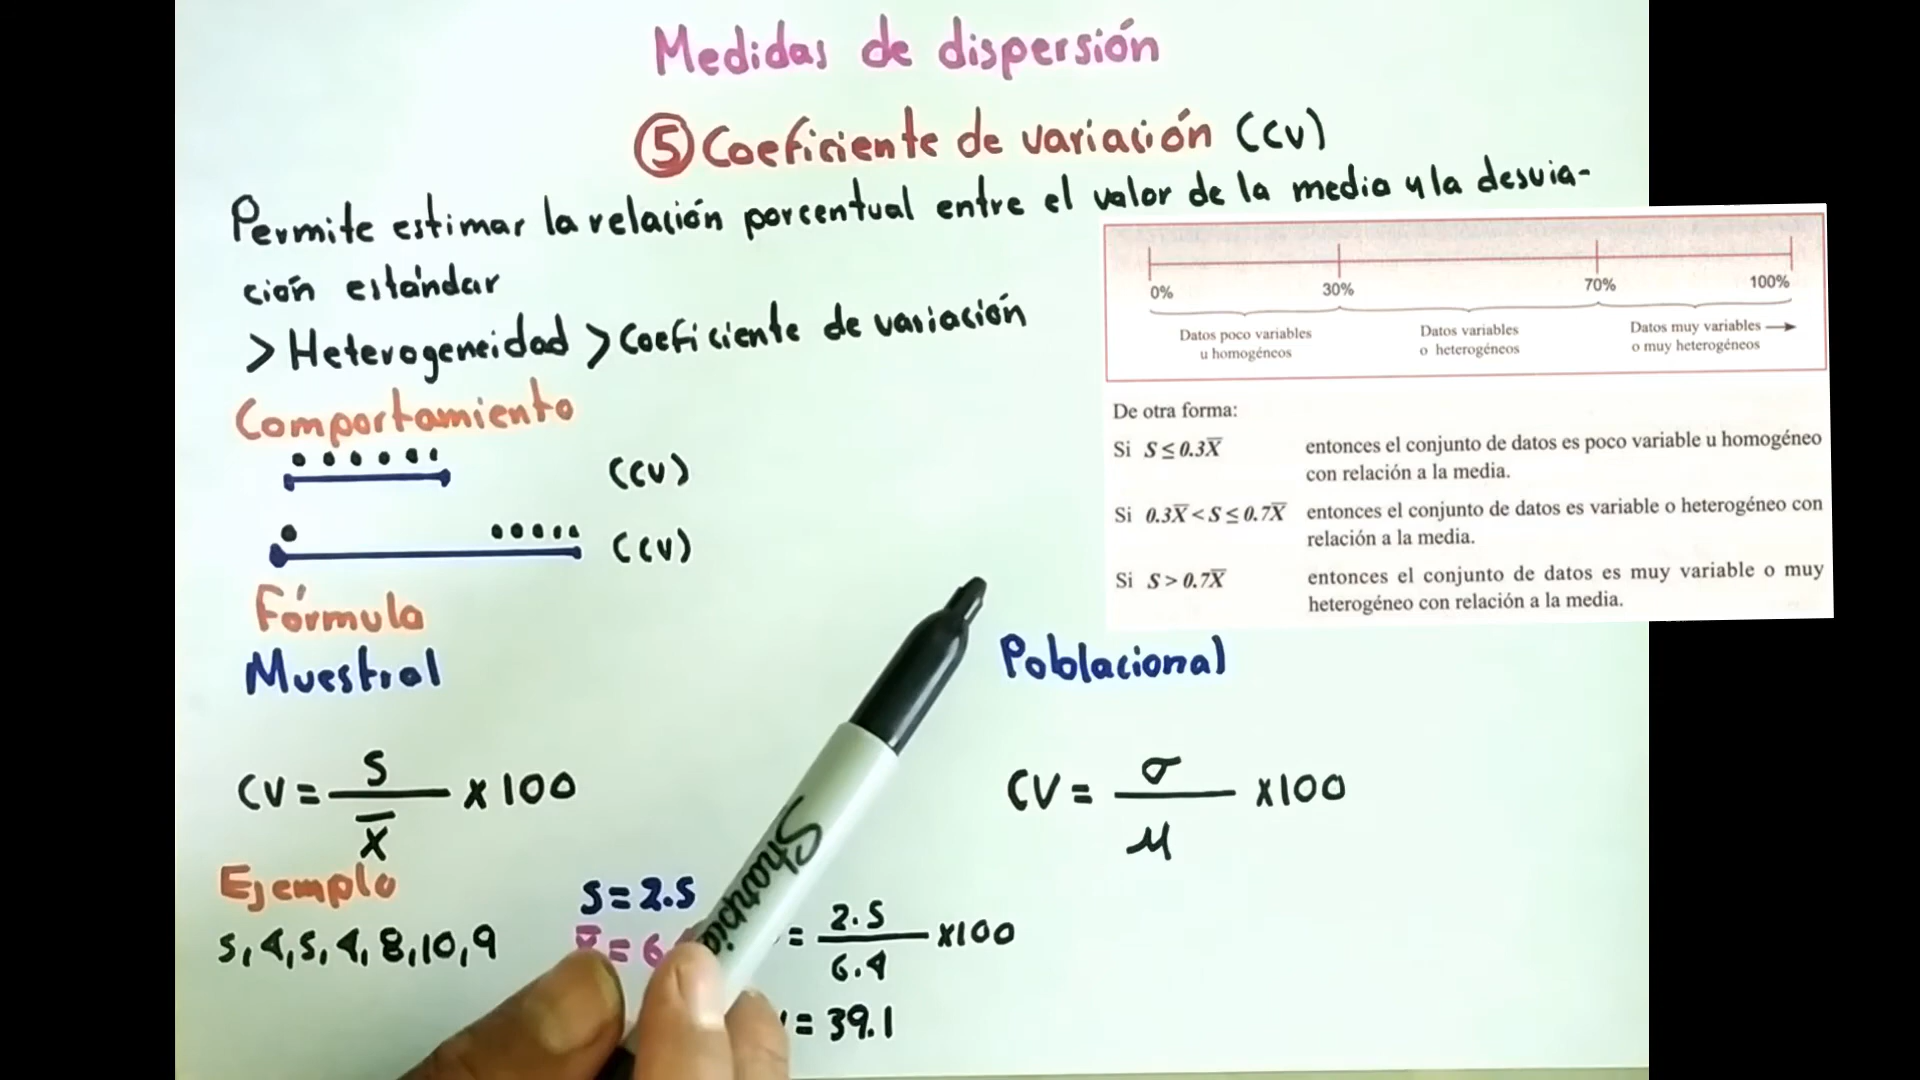 Medidas de dispersión
5 Coeficiente de variación (CV)
Permite estimar la relación porcentual entre el valor de la media y la desvia-
ción estándar
> Heterogeneidad > Coeficiente de variación
0% 30% 70% 100%
Datos poco variables
u homogéneos
Datos variables
o heterogéneos
Datos muy variables
o muy heterogéneos
De otra forma:
Si S ≤ 0.3X̅ entonces el conjunto de datos es poco variable u homogéneo
con relación a la media.
Si 0.3X̅ < S ≤ 0.7X̅ entonces el conjunto de datos es variable o heterogéneo con
relación a la media.
Si S > 0.7X̅ entonces el conjunto de datos es muy variable o muy
heterogéneo con relación a la media.
Comportamiento
(CV)
(CV)
Fórmula
Muestral
CV = S / x̅ x 100
Poblacional
CV = σ / μ x100
Ejemplo
5, 4, 5, 4, 8, 10, 9
S = 2.5
x̅ = 6.
= 2.5 / 6.4 x100
= 39.1
Sharpie